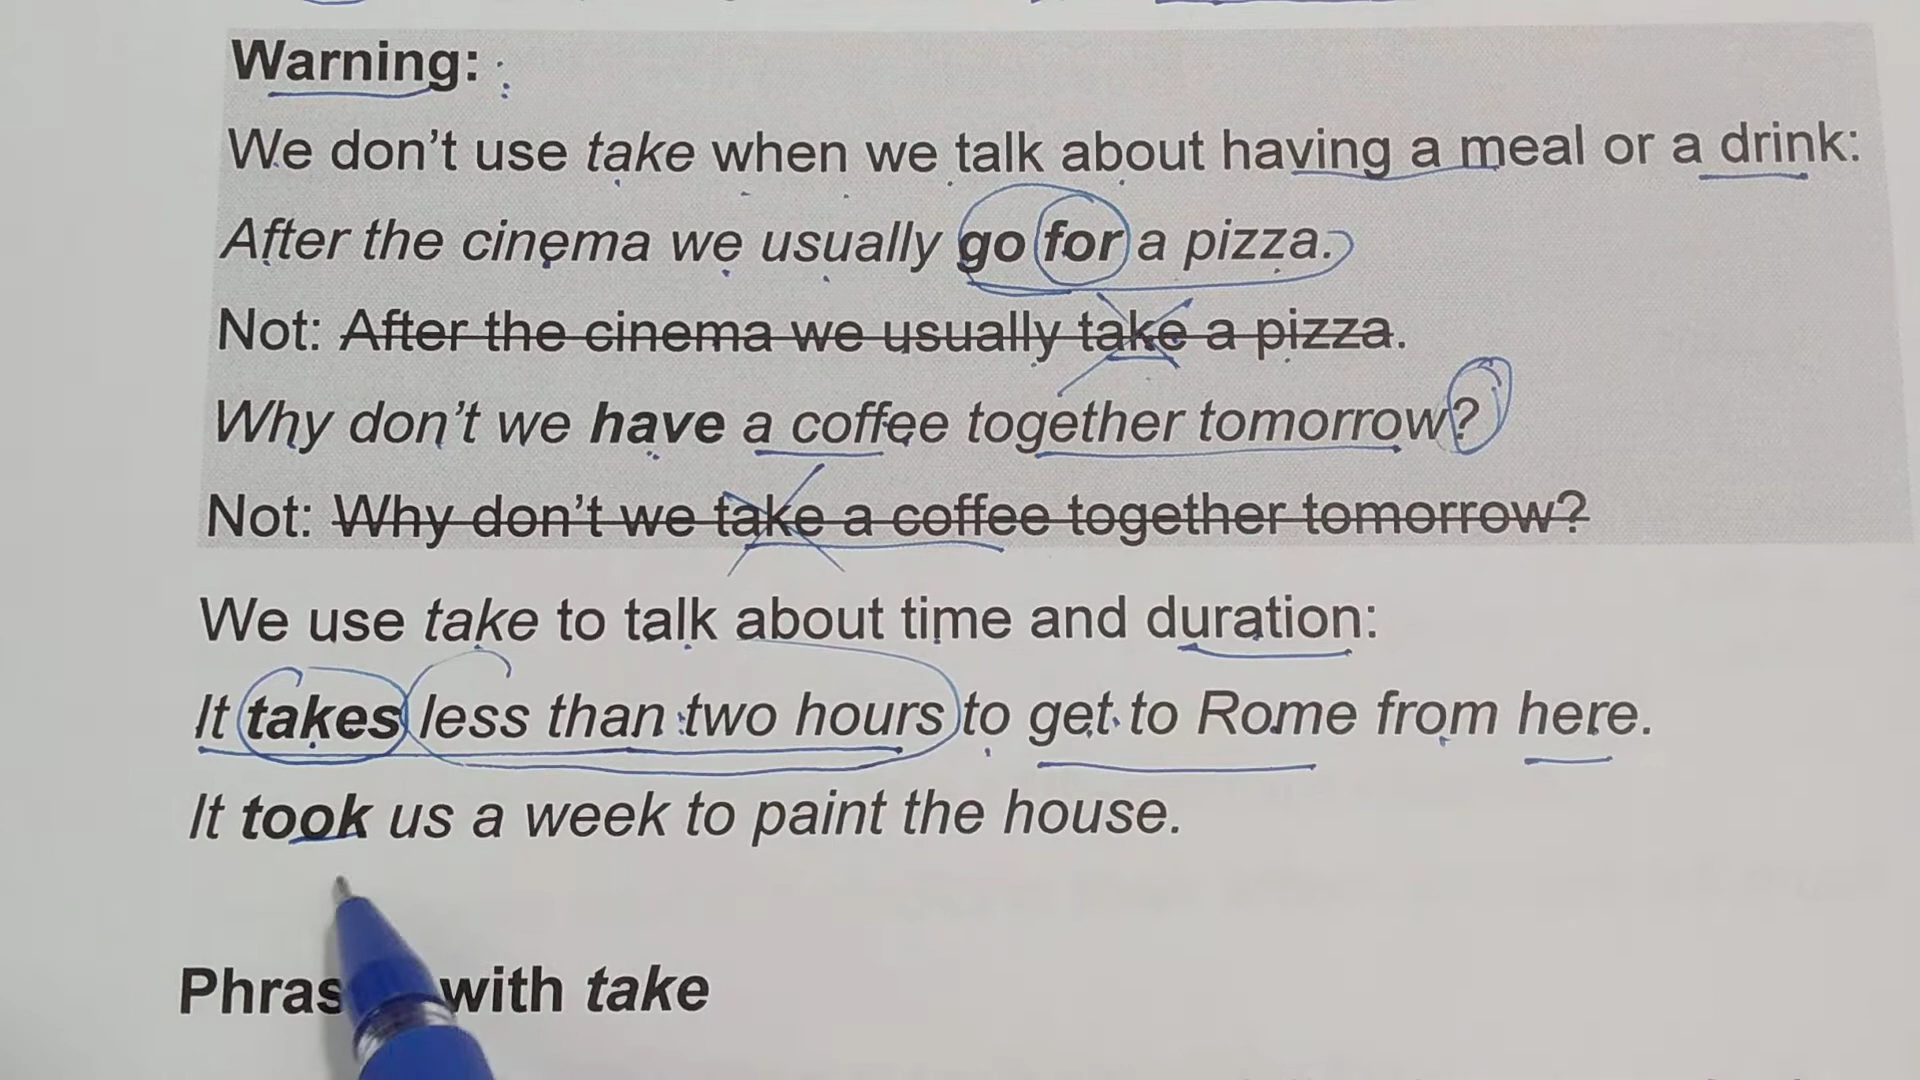 Warning:
We don't use take when we talk about having a meal or a drink:
After the cinema we usually go for a pizza.
Not: After the cinema we usually take a pizza.
Why don't we have a coffee together tomorrow?
Not: Why don't we take a coffee together tomorrow?
We use take to talk about time and duration:
It takes less than two hours to get to Rome from here.
It took us a week to paint the house.
with take